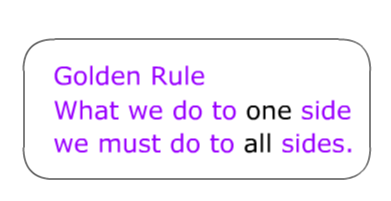 Golden Rule
What we do to one side
we must do to all sides.